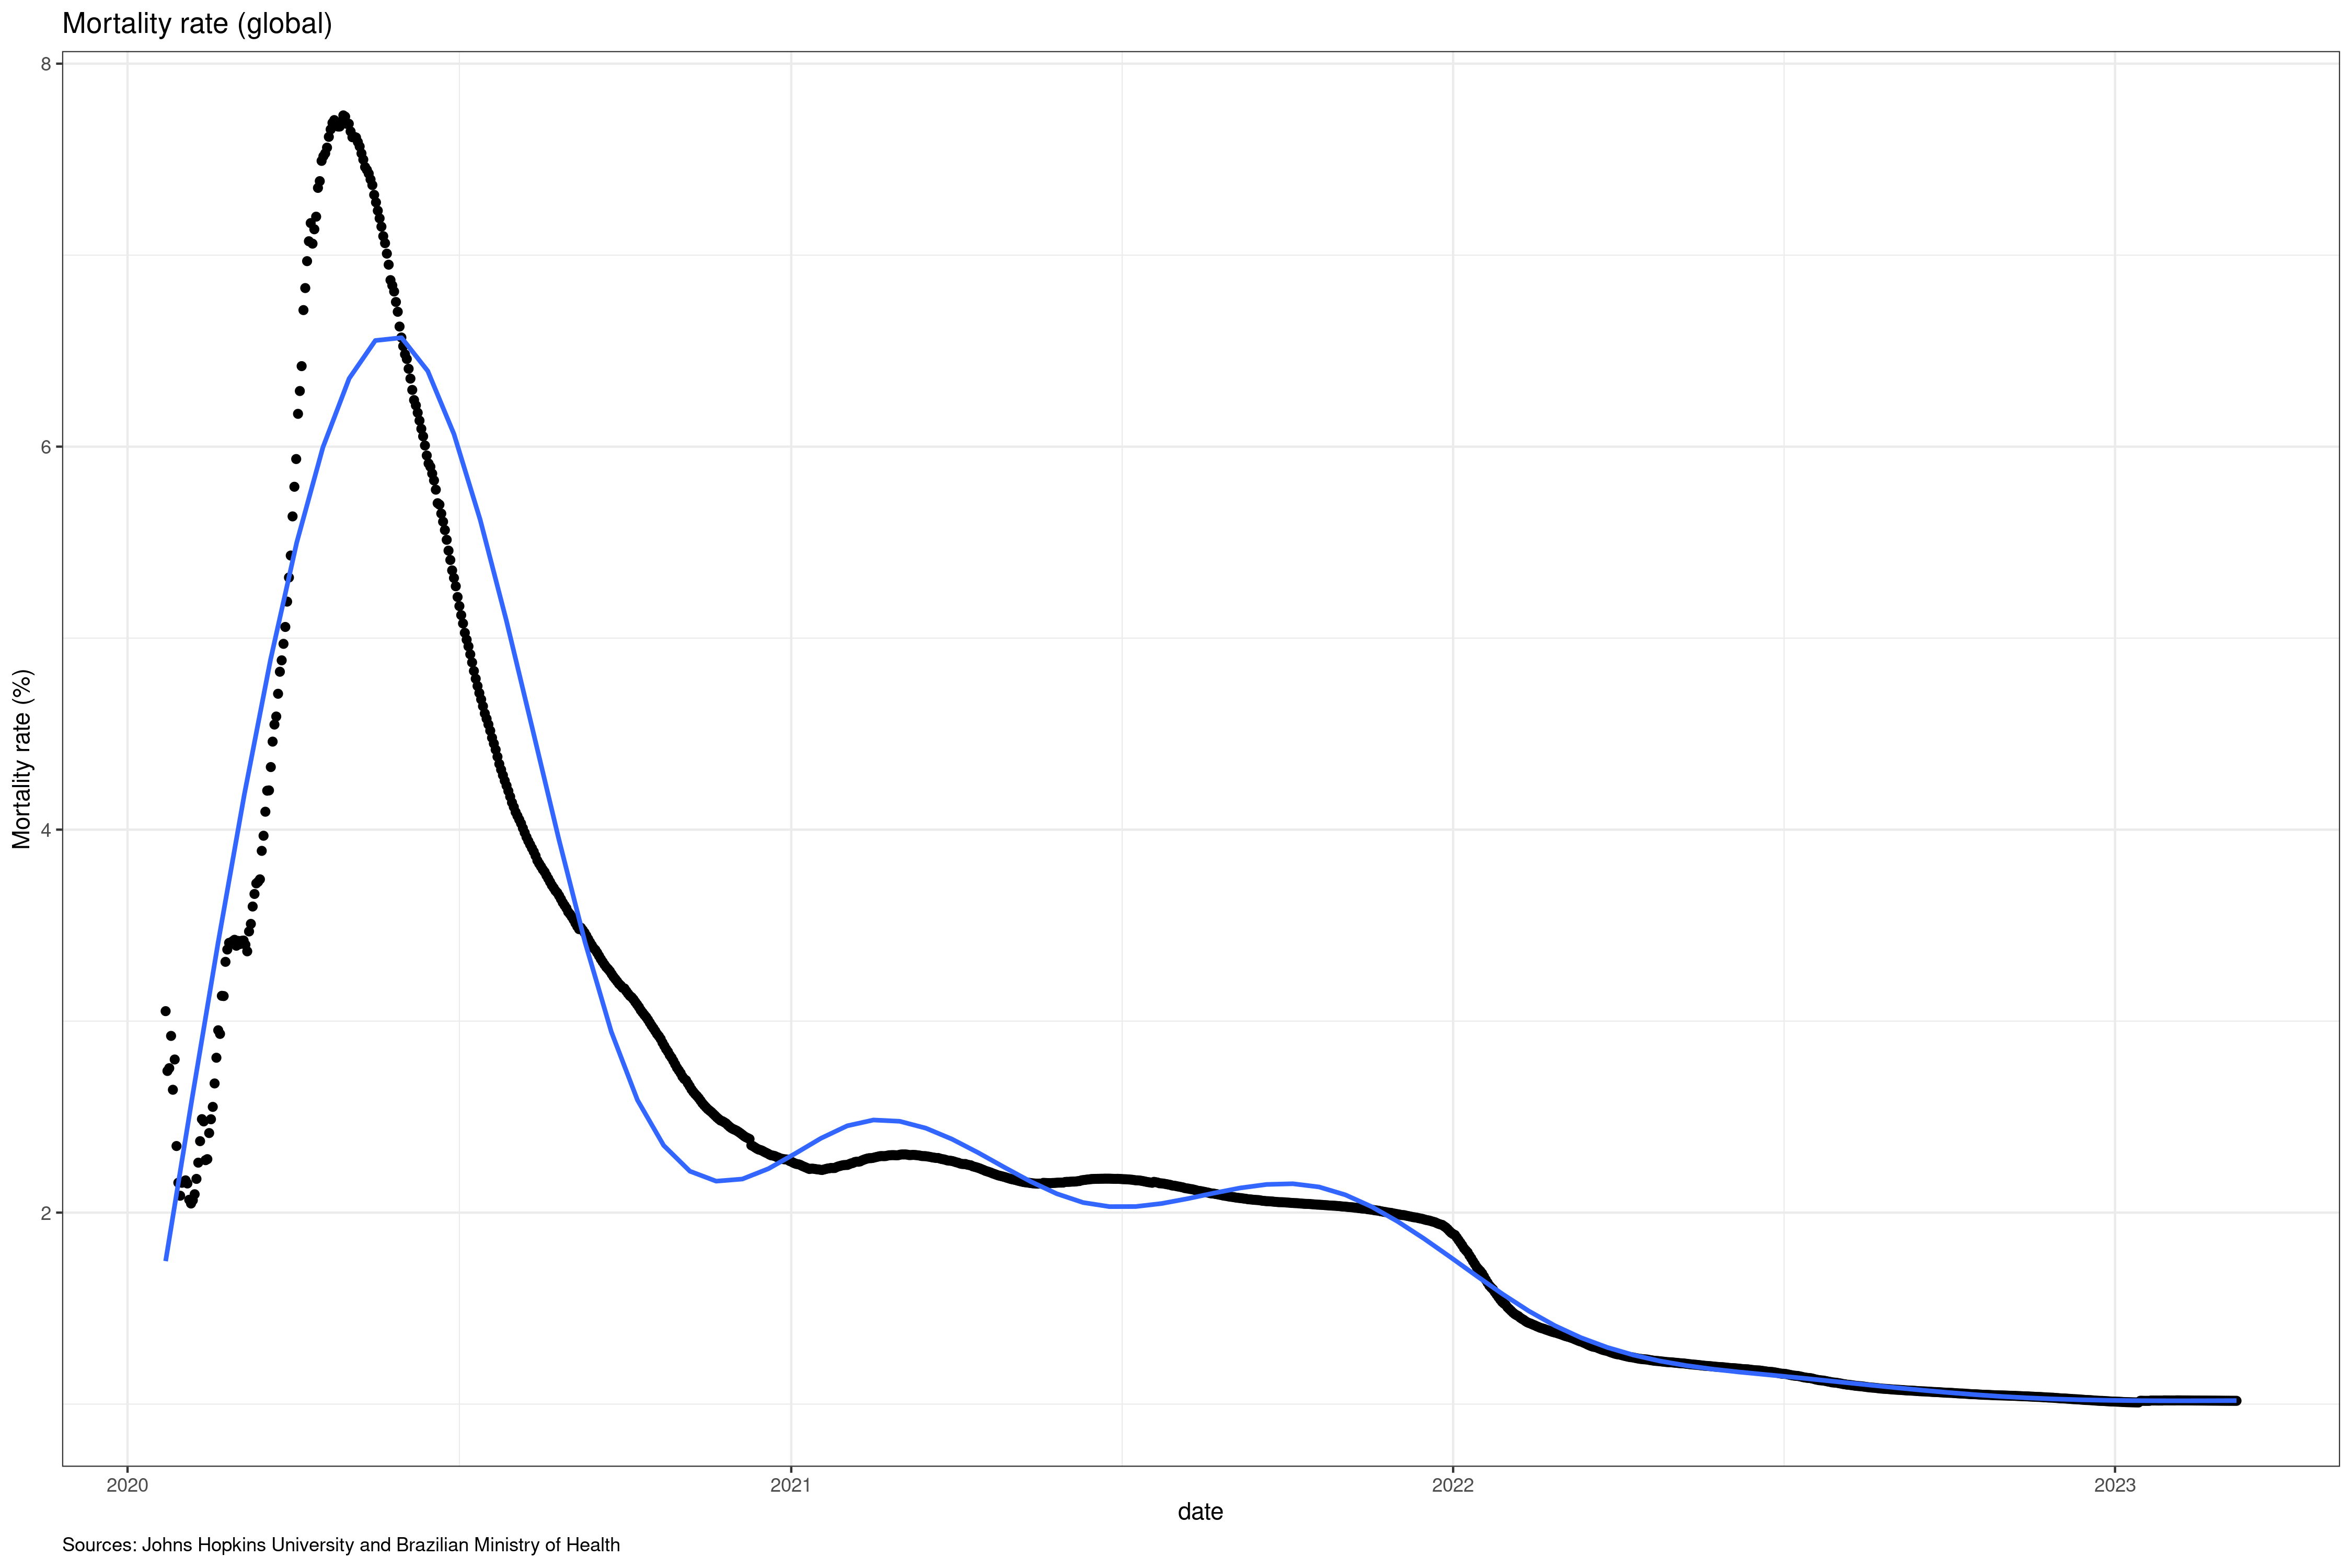 Mortality rate (global)
Mortality rate (%)
8
6
4
2
2020
2021
2022
2023
date
Sources: Johns Hopkins University and Brazilian Ministry of Health